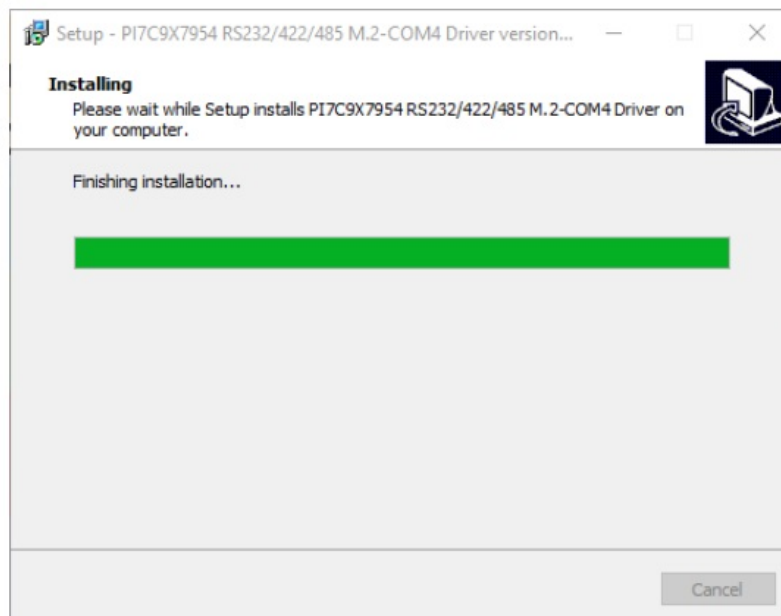 Setup - PI7C9X7954 RS232/422/485 M.2-COM4 Driver version...
Installing
Please wait while Setup installs PI7C9X7954 RS232/422/485 M.2-COM4 Driver on
your computer.
Finishing installation...
Cancel